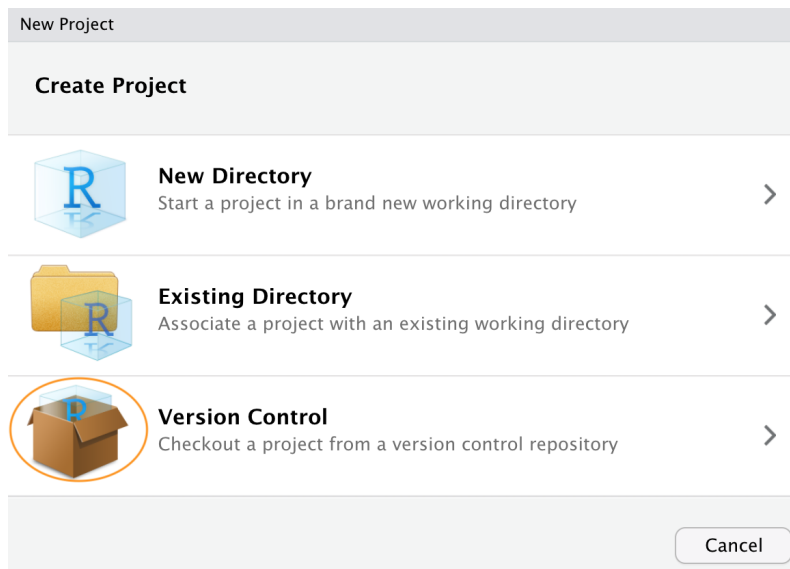 New Project
Create Project
R
New Directory
Start a project in a brand new working directory
R
Existing Directory
Associate a project with an existing working directory
R
Version Control
Checkout a project from a version control repository
Cancel